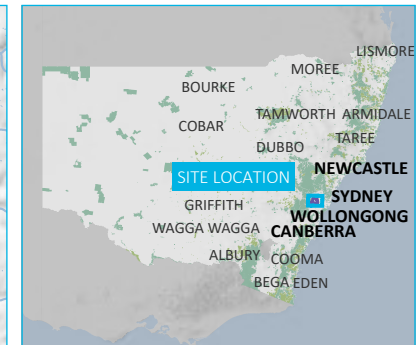 LISMORE
MOREE
BOURKE
TAMWORTH ARMIDALE
COBAR
TAREE
DUBBO
NEWCASTLE
SITE LOCATION
SYDNEY
GRIFFITH
WOLLONGONG
WAGGA WAGGA
CANBERRA
ALBURY
COOMA
BEGA EDEN